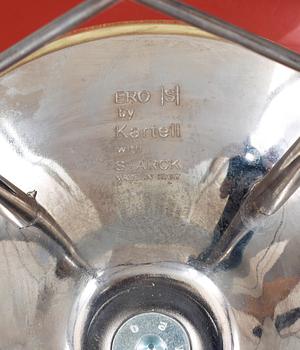 ERO |S|
by
Kartell
with
STARCK
MADE IN ITALY